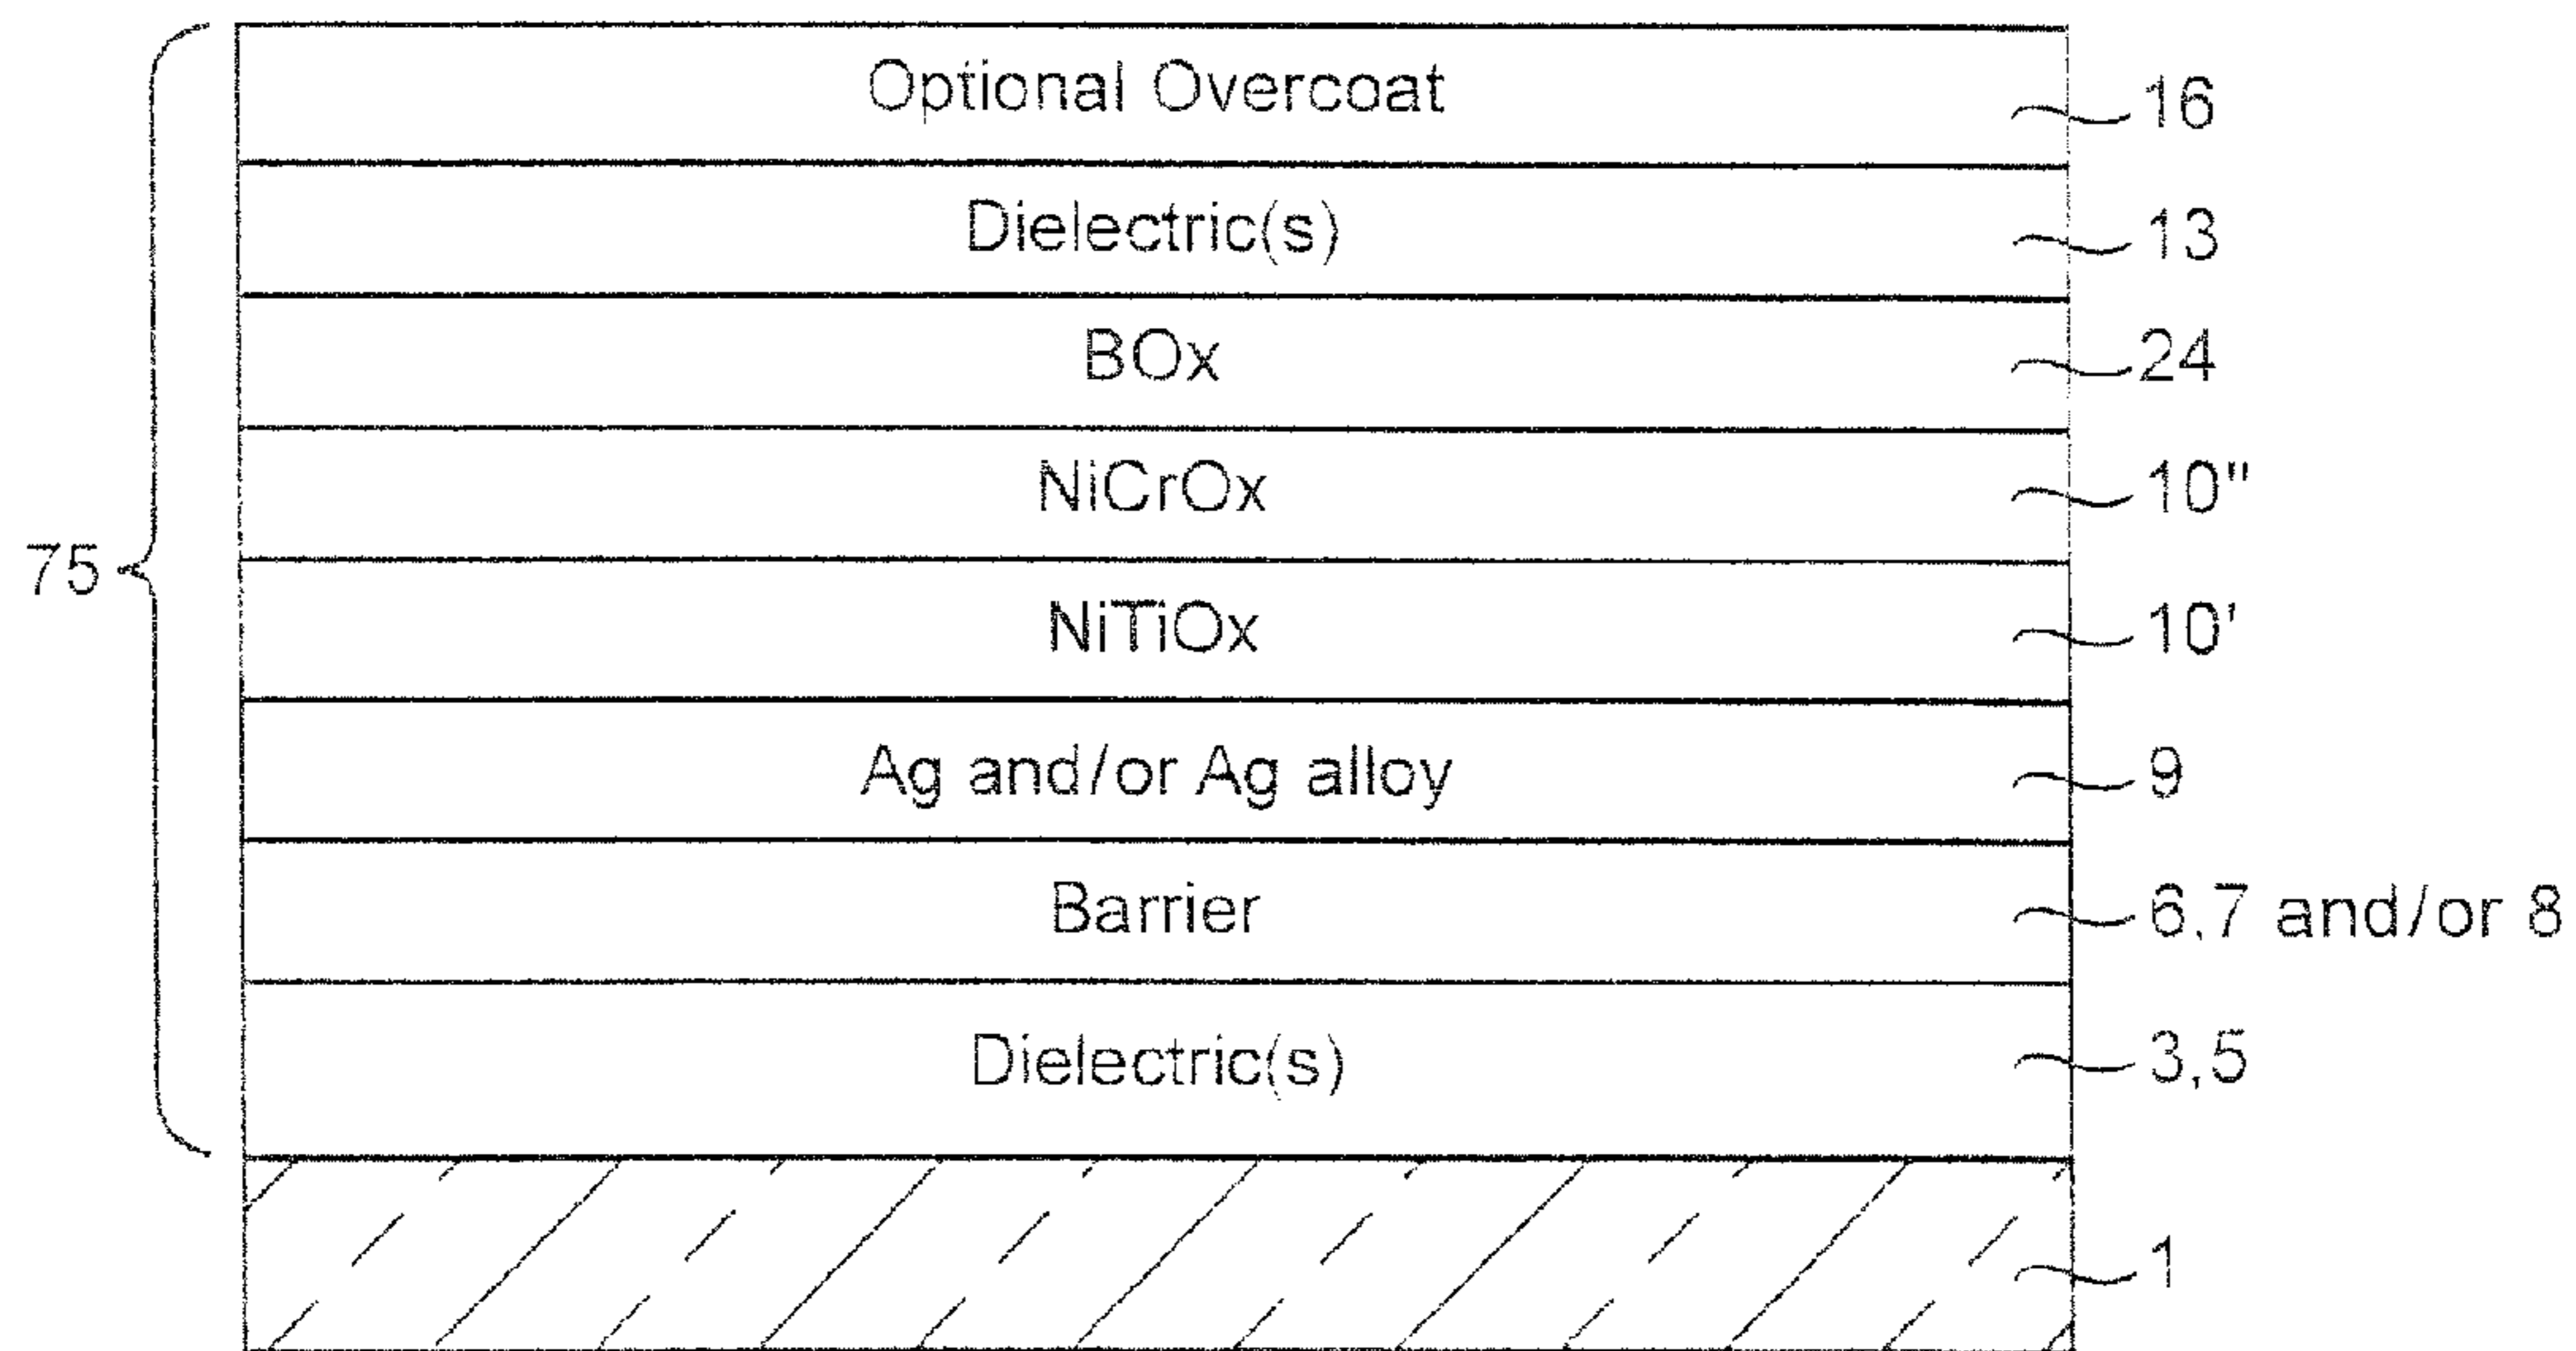 Optional Overcoat 16
Dielectric(s) 13
BOx 24
NiCrOx 10"
75
NiTiOx 10'
Ag and/or Ag alloy 9
Barrier 6,7 and/or 8
Dielectric(s) 3,5
1